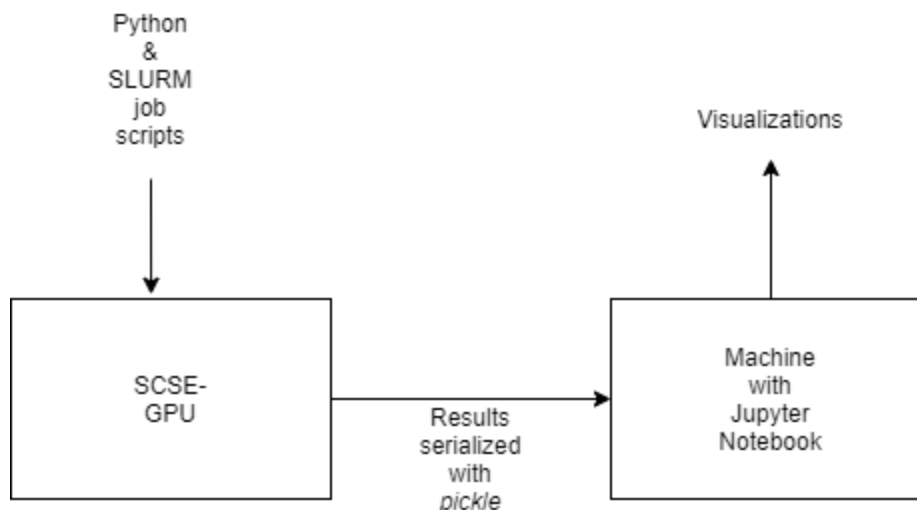 Python
&
SLURM
job
scripts
Visualizations
SCSE-
GPU
Results
serialized
with
pickle
Machine
with
Jupyter
Notebook